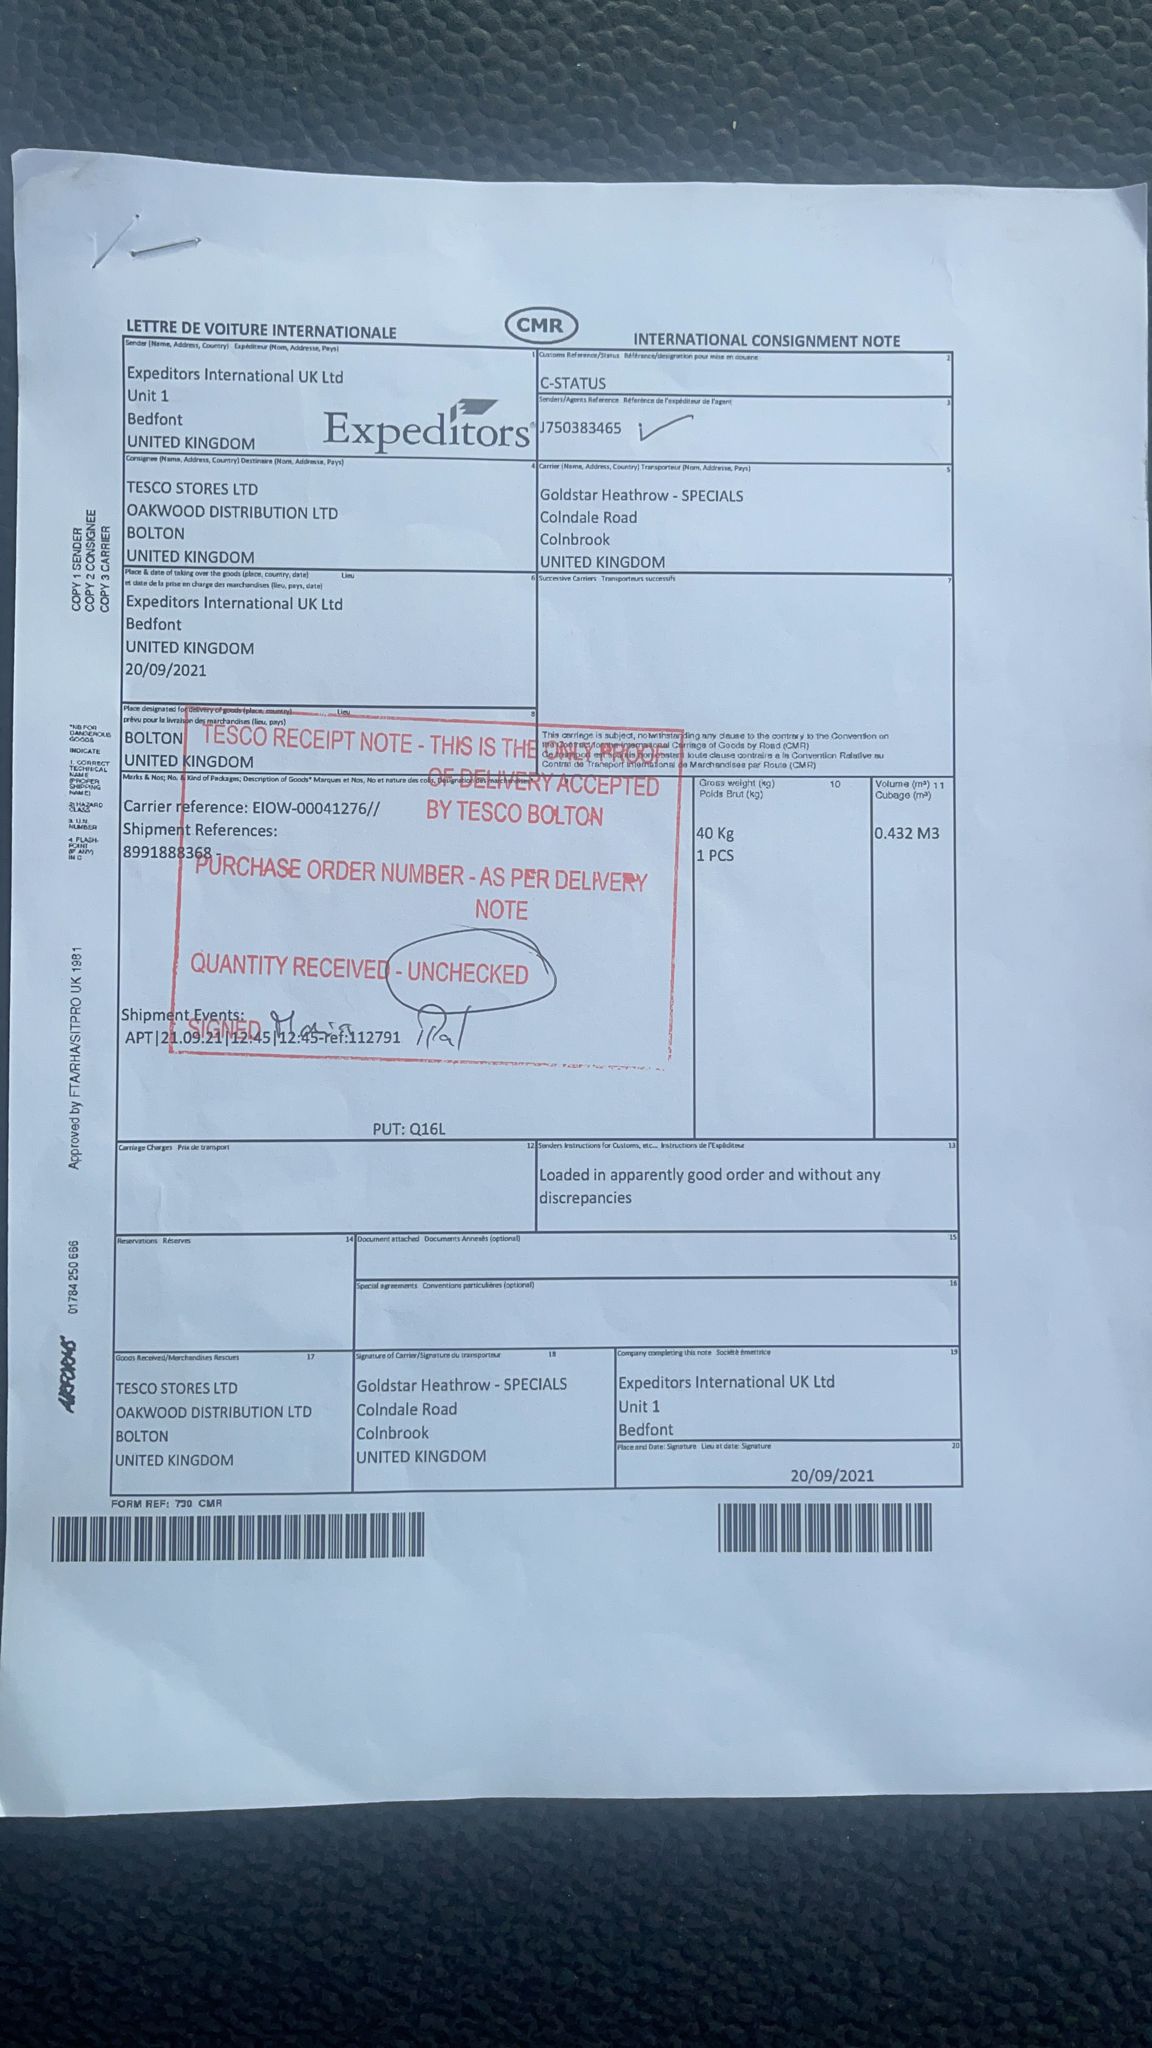 LETTRE DE VOITURE INTERNATIONALE
CMR
INTERNATIONAL CONSIGNMENT NOTE
Sender (Name, Address, Country) Expéditeur (Nom, Addresse, Pays)
1
Expeditors International UK Ltd
Unit 1
Bedfont
UNITED KINGDOM
Expeditors
Customs Reference/Status Référence/designation pour mise en douane
2
C-STATUS
Senders/Agents Reference Référence de l'expéditeur de l'agent
3
J750383465
Consignee (Name, Address, Country) Destinaire (Nom, Addresse, Pays)
4
TESCO STORES LTD
OAKWOOD DISTRIBUTION LTD
BOLTON
UNITED KINGDOM
Carrier (Name, Address, Country) Transporteur (Nom, Addresse, Pays)
5
Goldstar Heathrow - SPECIALS
Colndale Road
Colnbrook
UNITED KINGDOM
COPY 1 SENDER
COPY 2 CONSIGNEE
COPY 3 CARRIER
Place & date of taking over the goods (place, country, date) Lieu
et date de la prise en charge des marchandises (lieu, pays, date)
6
Expeditors International UK Ltd
Bedfont
UNITED KINGDOM
20/09/2021
Successive Carriers Transporteurs successifs
7
Place designated for delivery of goods (place, country) Lieu
prévu pour la livraison des marchandises (lieu, pays)
8
BOLTON
UNITED KINGDOM
This carriage is subject, notwithstanding any clause to the contrary to the Convention on
the Contract for the International Carriage of Goods by Road (CMR)
Ce transport est soumis nonobstant toute clause contraire a la Convention Relative au
Contrat de Transport International de Marchandises par Route (CMR)
TESCO RECEIPT NOTE - THIS IS THE ONLY PROOF
OF DELIVERY ACCEPTED
BY TESCO BOLTON
PURCHASE ORDER NUMBER - AS PER DELIVERY
NOTE
QUANTITY RECEIVED - UNCHECKED
SIGNED
*NB FOR
DANGEROUS
GOODS
INDICATE
1. CORRECT
TECHNICAL
NAME
(PROPER
SHIPPING
NAME)
2. HAZARD
CLASS
3. U.N.
NUMBER
4. FLASH-
POINT
(IF ANY)
IN C
Marks & Nos; No. & Kind of Packages; Description of Goods* Marques et Nos, No et nature des colis, Designation des marchandises
Carrier reference: EIOW-00041276//
Shipment References:
8991888368 -
Gross weight (kg) 10
Poids Brut (kg)
40 Kg
1 PCS
Volume (m³) 11
Cubage (m³)
0.432 M3
Shipment Events:
APT|21.09.21|12:45|12:45-ref:112791
PUT: Q16L
Approved by FTA/RHA/SITPRO UK 1981
Carriage Charges Prix de transport
12
Senders Instructions for Customs, etc... Instructions de l'Expéditeur
13
Loaded in apparently good order and without any
discrepancies
Reservations Réserves
14
Document attached Documents Annexés (optional)
15
Special agreements Conventions particulières (optional)
16
01784 250 666
AIRFORMS
Goods Received/Merchandises Rescues 17
TESCO STORES LTD
OAKWOOD DISTRIBUTION LTD
BOLTON
UNITED KINGDOM
Signature of Carrier/Signature du transporteur 18
Goldstar Heathrow - SPECIALS
Colndale Road
Colnbrook
UNITED KINGDOM
Company completing this note Société émettrice
19
Expeditors International UK Ltd
Unit 1
Bedfont
Place and Date: Signature Lieu at date: Signature
20
20/09/2021
FORM REF: 730 CMR